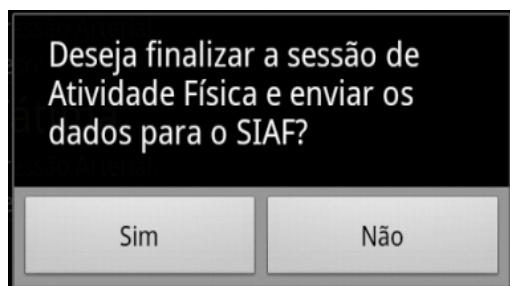 Deseja finalizar a sessão de
Atividade Física e enviar os
dados para o SIAF?
Sim
Não